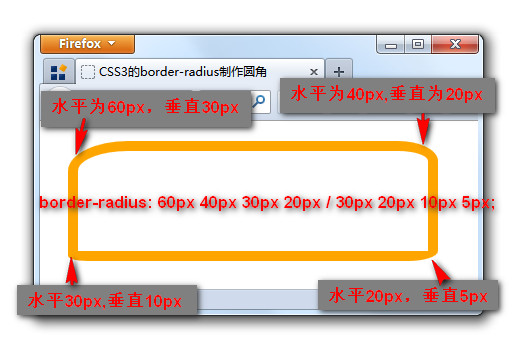 Firefox
CSS3的border-radius制作圆角
水平为60px，垂直30px
水平为40px,垂直为20px
border-radius: 60px 40px 30px 20px / 30px 20px 10px 5px;
水平30px,垂直10px
水平20px，垂直5px